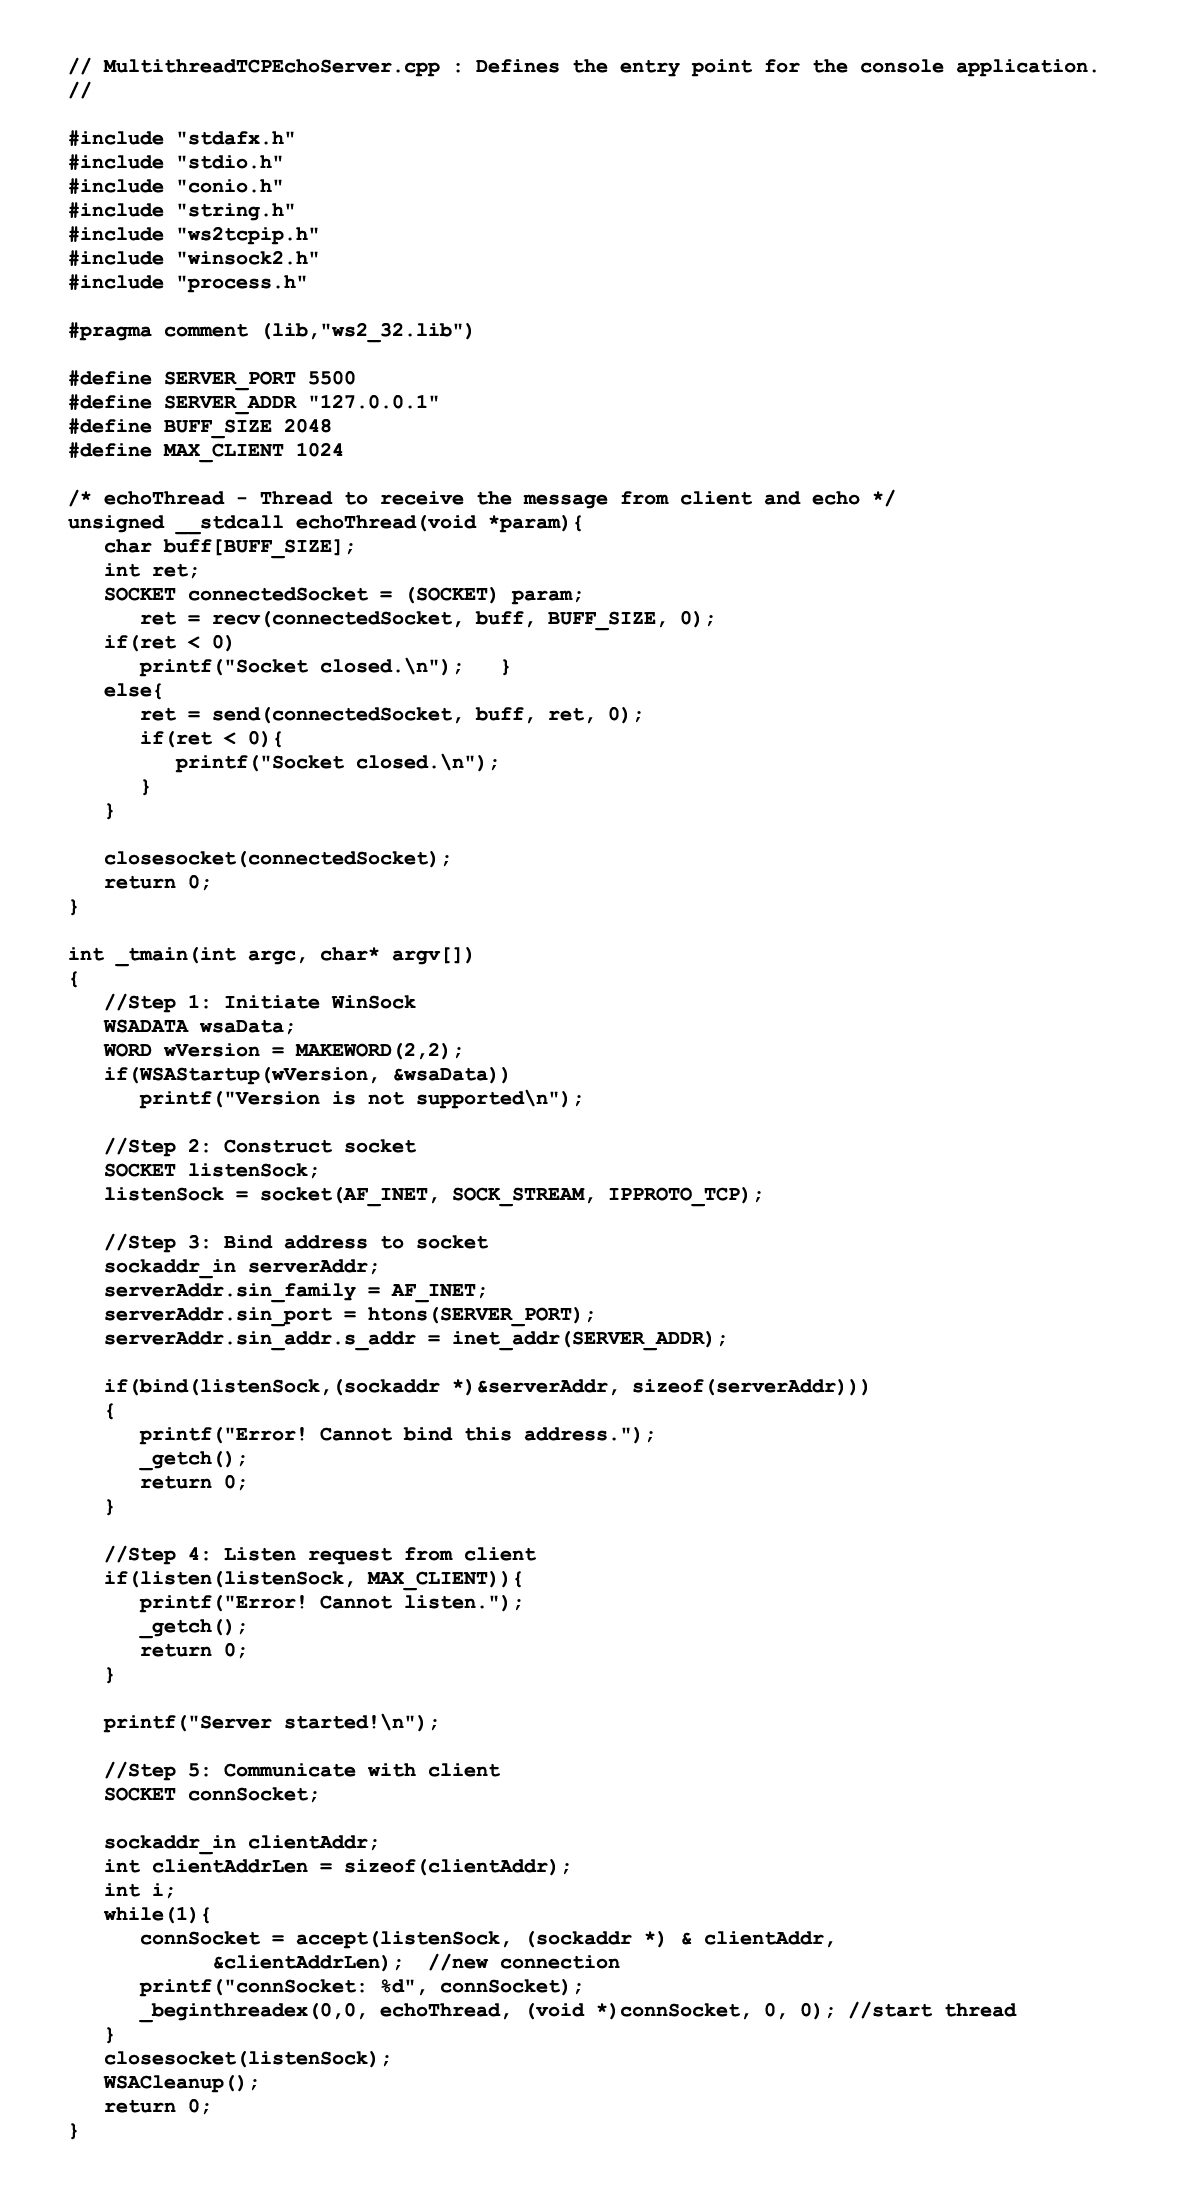 // MultithreadTCPEchoServer.cpp : Defines the entry point for the console application.
//
#include "stdafx.h"
#include "stdio.h"
#include "conio.h"
#include "string.h"
#include "ws2tcpip.h"
#include "winsock2.h"
#include "process.h"
#pragma comment (lib,"ws2_32.lib")
#define SERVER_PORT 5500
#define SERVER_ADDR "127.0.0.1"
#define BUFF_SIZE 2048
#define MAX_CLIENT 1024
/* echoThread - Thread to receive the message from client and echo */
unsigned __stdcall echoThread(void *param){
   char buff[BUFF_SIZE];
   int ret;
   SOCKET connectedSocket = (SOCKET) param;
      ret = recv(connectedSocket, buff, BUFF_SIZE, 0);
   if(ret < 0)
      printf("Socket closed.\n");   }
   else{
      ret = send(connectedSocket, buff, ret, 0);
      if(ret < 0){
         printf("Socket closed.\n");
      }
   }
   closesocket(connectedSocket);
   return 0;
}
int _tmain(int argc, char* argv[])
{
   //Step 1: Initiate WinSock
   WSADATA wsaData;
   WORD wVersion = MAKEWORD(2,2);
   if(WSAStartup(wVersion, &wsaData))
      printf("Version is not supported\n");
   //Step 2: Construct socket
   SOCKET listenSock;
   listenSock = socket(AF_INET, SOCK_STREAM, IPPROTO_TCP);
   //Step 3: Bind address to socket
   sockaddr_in serverAddr;
   serverAddr.sin_family = AF_INET;
   serverAddr.sin_port = htons(SERVER_PORT);
   serverAddr.sin_addr.s_addr = inet_addr(SERVER_ADDR);
   if(bind(listenSock,(sockaddr *)&serverAddr, sizeof(serverAddr)))
   {
      printf("Error! Cannot bind this address.");
      _getch();
      return 0;
   }
   //Step 4: Listen request from client
   if(listen(listenSock, MAX_CLIENT)){
      printf("Error! Cannot listen.");
      _getch();
      return 0;
   }
   printf("Server started!\n");
   //Step 5: Communicate with client
   SOCKET connSocket;
   sockaddr_in clientAddr;
   int clientAddrLen = sizeof(clientAddr);
   int i;
   while(1){
      connSocket = accept(listenSock, (sockaddr *) & clientAddr,
            &clientAddrLen);  //new connection
      printf("connSocket: %d", connSocket);
      _beginthreadex(0,0, echoThread, (void *)connSocket, 0, 0); //start thread
   }
   closesocket(listenSock);
   WSACleanup();
   return 0;
}